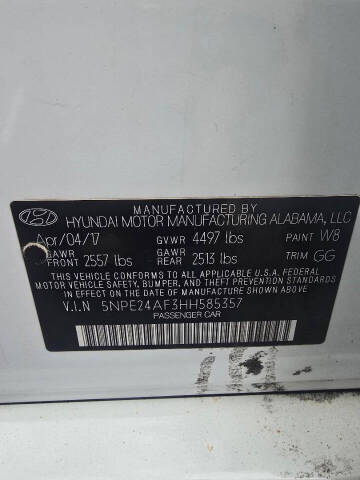 MANUFACTURED BY
HYUNDAI MOTOR MANUFACTURING ALABAMA, LLC
Apr/04/17 GVWR 4497 lbs PAINT W8
GAWR FRONT 2557 lbs GAWR REAR 2513 lbs TRIM GG
THIS VEHICLE CONFORMS TO ALL APPLICABLE U.S. FEDERAL
MOTOR VEHICLE SAFETY, BUMPER, AND THEFT PREVENTION
STANDARDS IN EFFECT ON THE DATE OF MANUFACTURE SHOWN ABOVE.
V.I.N 5NPE24AF3HH585357
PASSENGER CAR